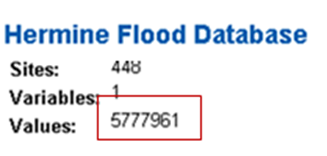 Hermine Flood Database
Sites: 448
Variables: 1
Values: 5777961